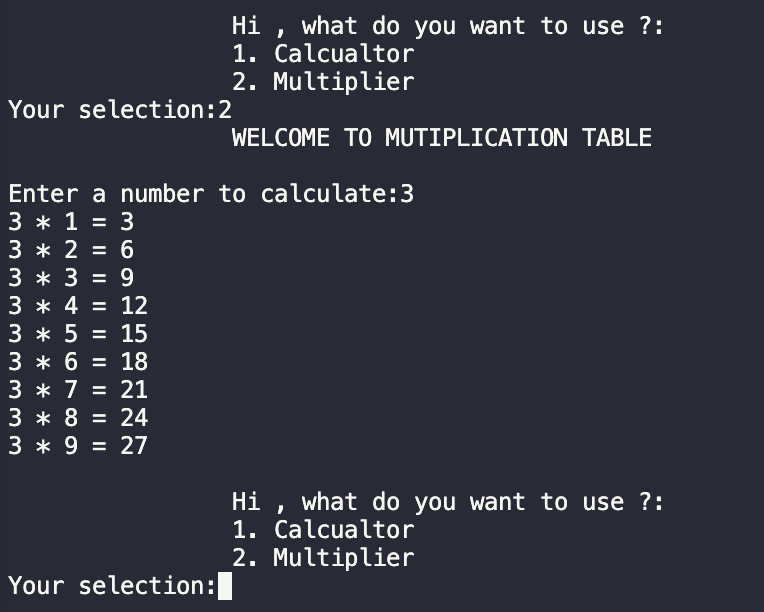 Hi , what do you want to use ?:
1. Calcualtor
2. Multiplier
Your selection:2
WELCOME TO MUTIPLICATION TABLE
Enter a number to calculate:3
3 * 1 = 3
3 * 2 = 6
3 * 3 = 9
3 * 4 = 12
3 * 5 = 15
3 * 6 = 18
3 * 7 = 21
3 * 8 = 24
3 * 9 = 27
Hi , what do you want to use ?:
1. Calcualtor
2. Multiplier
Your selection: